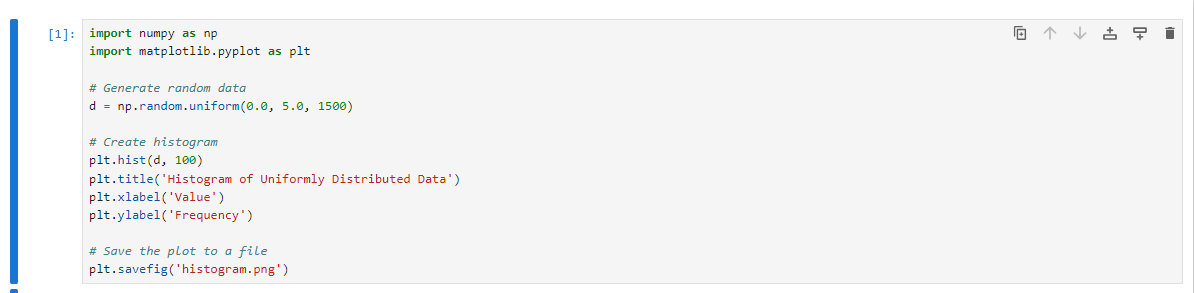 [1]: import numpy as np
import matplotlib.pyplot as plt
# Generate random data
d = np.random.uniform(0.0, 5.0, 1500)
# Create histogram
plt.hist(d, 100)
plt.title('Histogram of Uniformly Distributed Data')
plt.xlabel('Value')
plt.ylabel('Frequency')
# Save the plot to a file
plt.savefig('histogram.png')